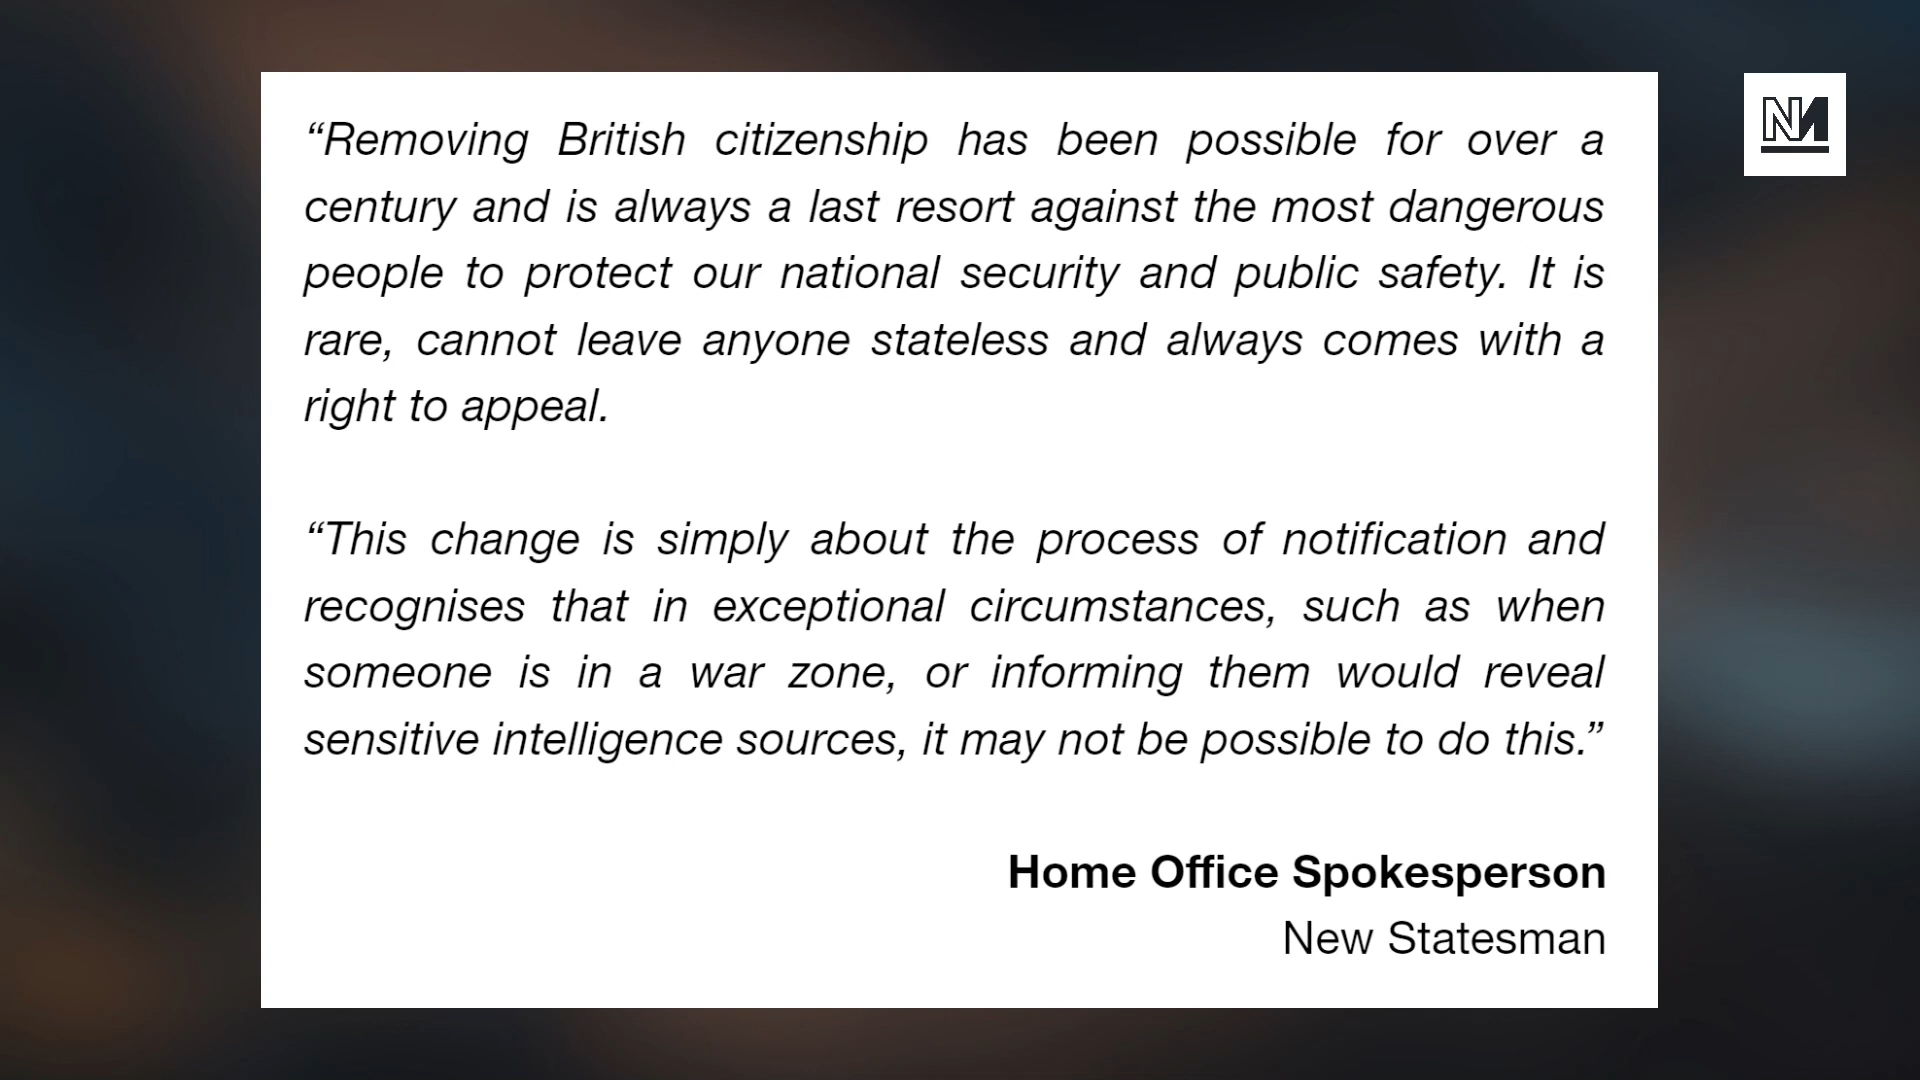 “Removing British citizenship has been possible for over a
century and is always a last resort against the most dangerous
people to protect our national security and public safety. It is
rare, cannot leave anyone stateless and always comes with a
right to appeal.
“This change is simply about the process of notification and
recognises that in exceptional circumstances, such as when
someone is in a war zone, or informing them would reveal
sensitive intelligence sources, it may not be possible to do this.”
Home Office Spokesperson
New Statesman
NM